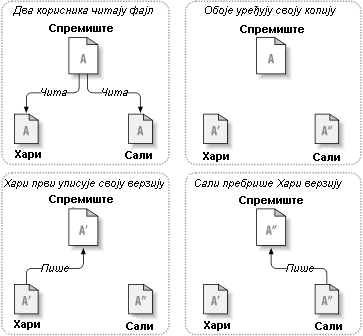 Два корисника читају фајл
Спремиште
A
Чита Чита
A A
Хари Сали
Обоје уређују своју копију
Спремиште
A
A' A"
Хари Сали
Хари први уписује своју верзију
Спремиште
A'
Пише
A' A"
Хари Сали
Сали пребрише Хари верзију
Спремиште
A"
Пише
A' A"
Хари Сали